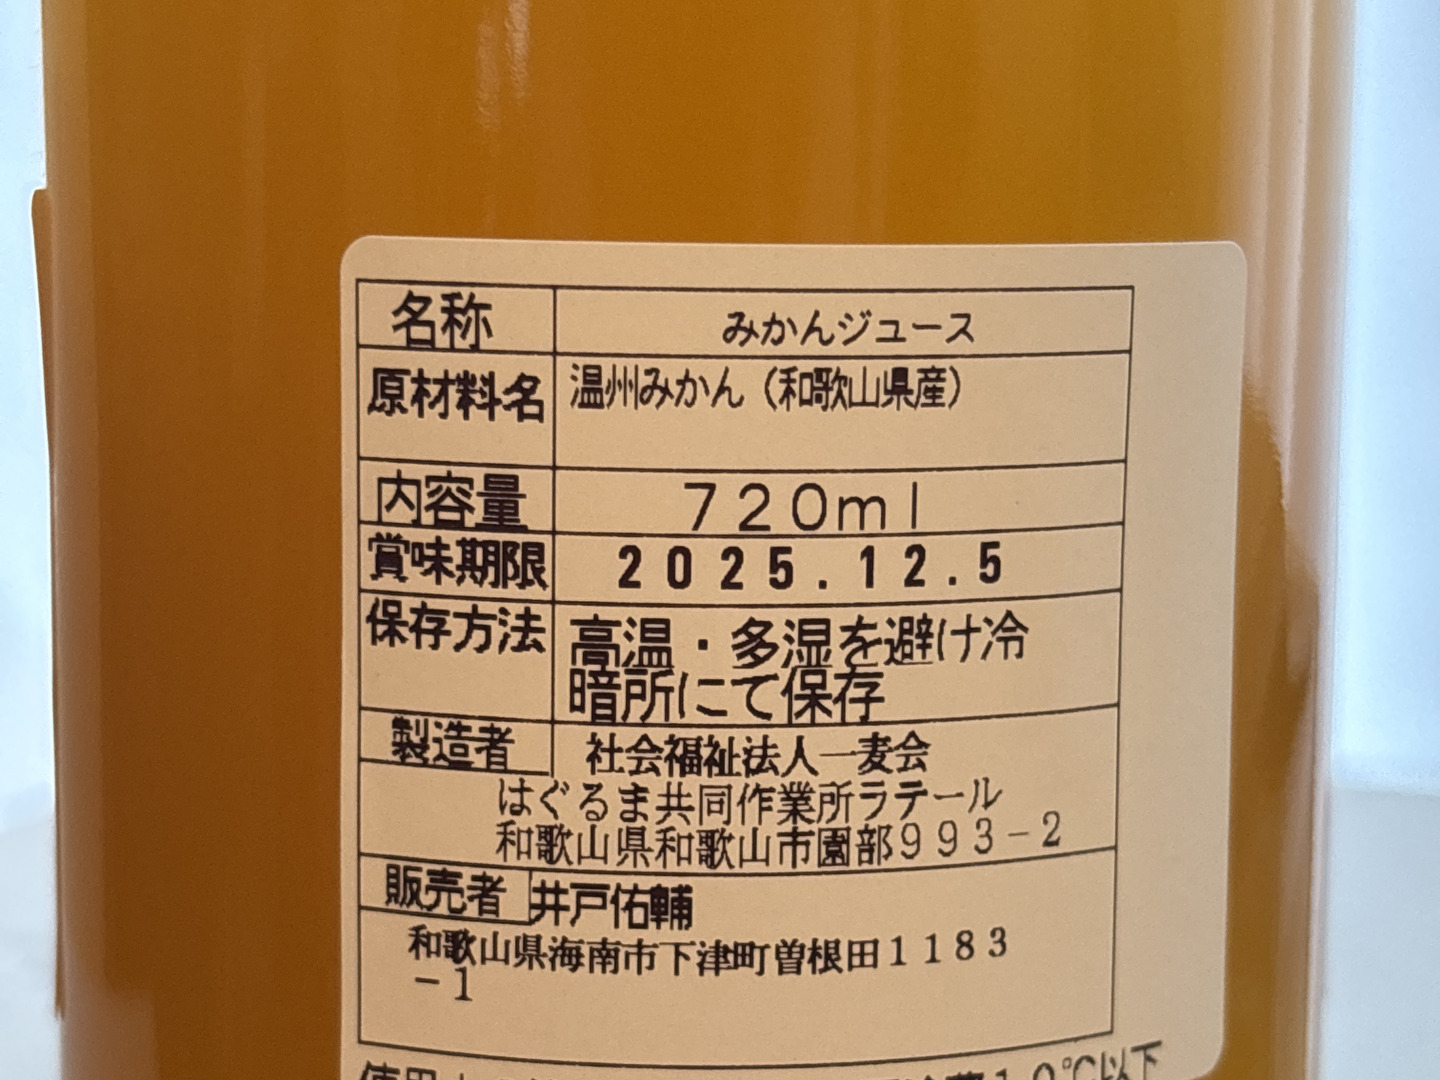 名称 みかんジュース
原材料名 温州みかん（和歌山県産）
内容量 720ml
賞味期限 2025.12.5
保存方法 高温・多湿を避け冷
暗所にて保存
製造者 社会福祉法人一麦会
はぐるま共同作業所ラテール
和歌山県和歌山市園部993-2
販売者 井戸佑輔
和歌山県海南市下津町曽根田1183
-1
10℃以下